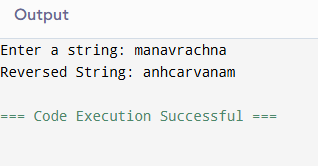 Output
Enter a string: manavrachna
Reversed String: anhcarvanam
=== Code Execution Successful ===